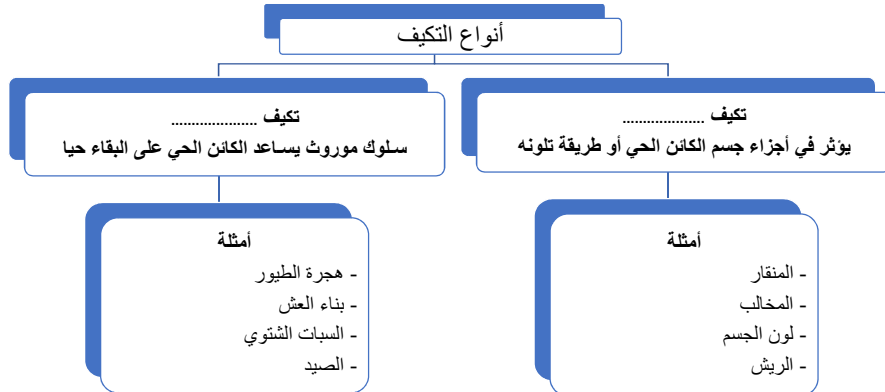 أنواع التكيف
تكيف ....................
يؤثر في أجزاء جسم الكائن الحي أو طريقة تلونه
تكيف .....................
سلوك موروث يساعد الكائن الحي على البقاء حيا
أمثلة
- المنقار
- المخالب
- لون الجسم
- الريش
أمثلة
- هجرة الطيور
- بناء العش
- السبات الشتوي
- الصيد